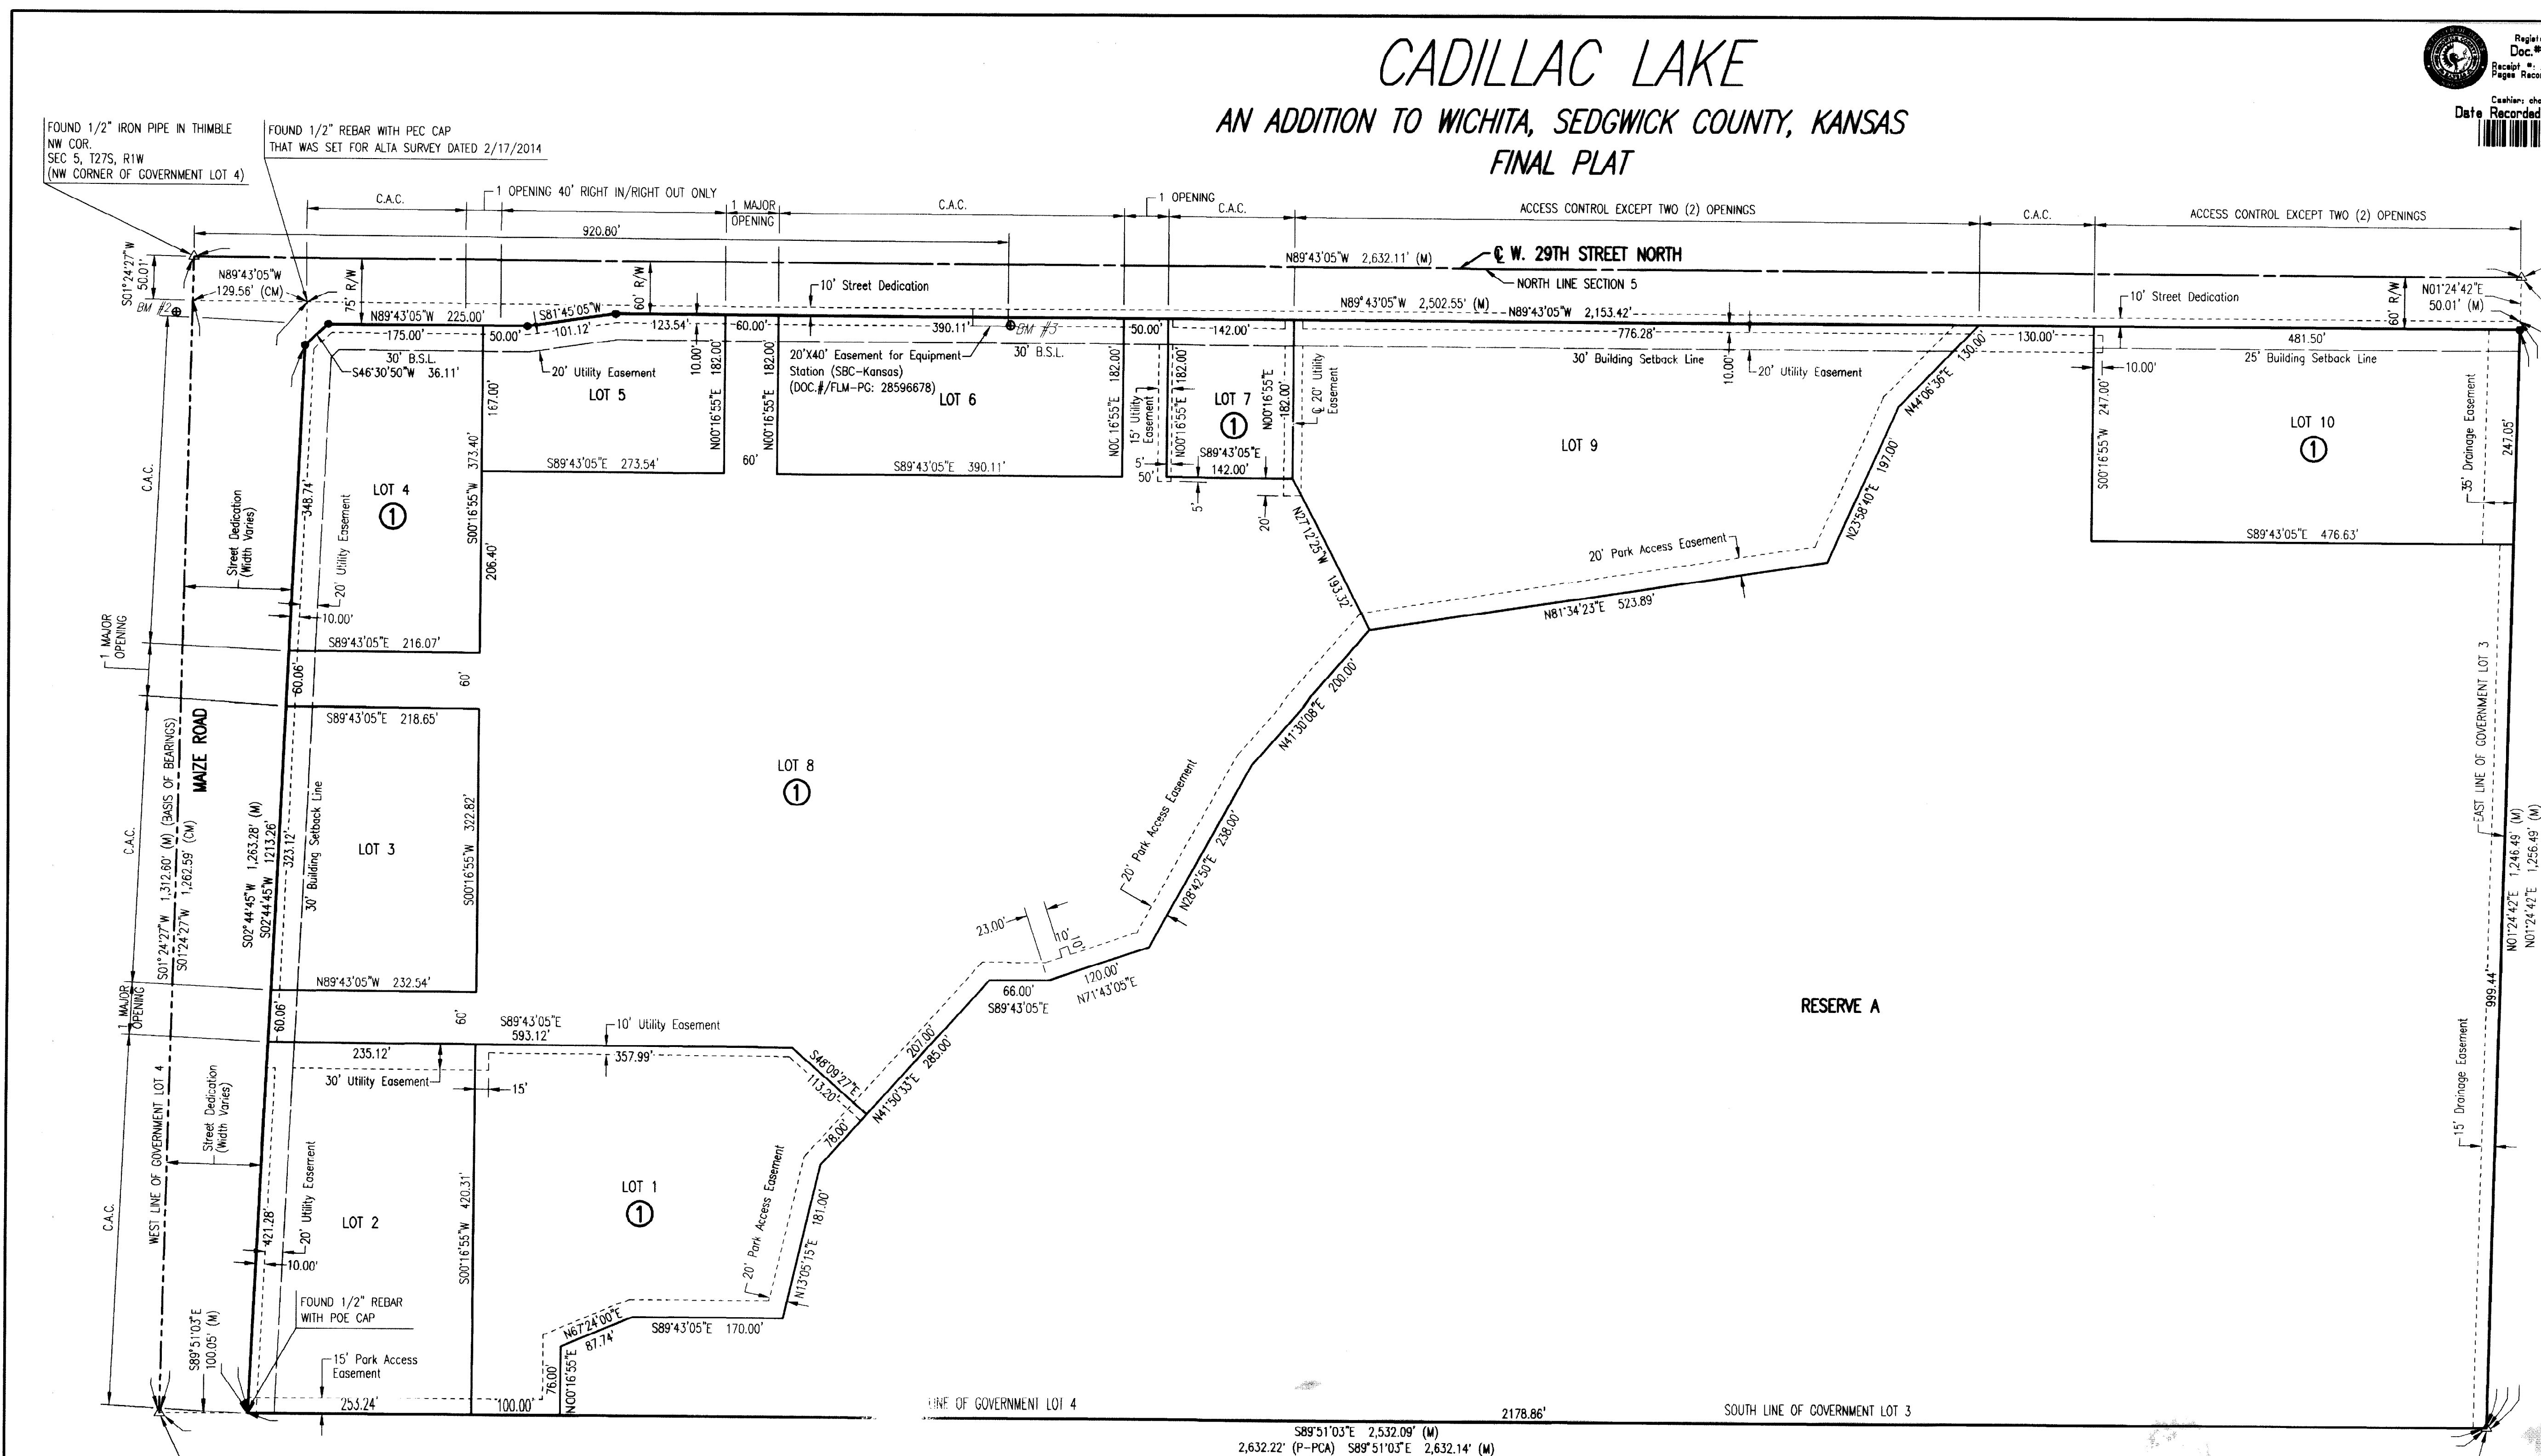 CADILLAC LAKE
AN ADDITION TO WICHITA, SEDGWICK COUNTY, KANSAS
FINAL PLAT
Doc.#
Receipt #:
Date Recorded
FOUND 1/2" IRON PIPE IN THIMBLE
NW COR.
SEC 5, T27S, R1W
(NW CORNER OF GOVERNMENT LOT 4)
FOUND 1/2" REBAR WITH PEC CAP
THAT WAS SET FOR ALTA SURVEY DATED 2/17/2014
C.A.C.
1 OPENING 40' RIGHT IN/RIGHT OUT ONLY
1 MAJOR
OPENING
C.A.C.
1 OPENING
C.A.C.
ACCESS CONTROL EXCEPT TWO (2) OPENINGS
C.A.C.
ACCESS CONTROL EXCEPT TWO (2) OPENINGS
920.80'
N89°43'05"W 2,632.11' (M)
℄ W. 29TH STREET NORTH
NORTH LINE SECTION 5
S01°24'27"W
50.01'
N89°43'05"W
129.56' (CM)
BM #2
75' R/W
60' R/W
10' Street Dedication
N89°43'05"W 2,502.55' (M)
N89°43'05"W 2,153.42'
10' Street Dedication
60' R/W
N01°24'42"E
50.01' (M)
N89°43'05"W 225.00'
S81°45'05"W
101.12'
175.00'
50.00'
123.54'
60.00'
390.11'
BM #3
50.00'
142.00'
776.28'
130.00'
481.50'
30' B.S.L.
S46°30'50"W 36.11'
20' Utility Easement
10.00'
20'X40' Easement for Equipment
Station (SBC-Kansas)
(DOC.#/FLM-PG: 28596678)
30' B.S.L.
30' Building Setback Line
10.00'
20' Utility Easement
25' Building Setback Line
10.00'
LOT 5
167.00'
N00°16'55"E 182.00'
N00°16'55"E 182.00'
LOT 6
N00°16'55"E 182.00'
15' Utility
Easement
N00°16'55"E 182.00'
LOT 7
1
N00°16'55"E
182.00'
℄ 20' Utility
Easement
LOT 9
N44°06'36"E
130.00'
N23°58'40"E 197.00'
S00°16'55"W 247.00'
LOT 10
1
35' Drainage Easement
247.05'
S89°43'05"E 273.54'
60'
S89°43'05"E 390.11'
5'
50'
S89°43'05"E
142.00'
5'
20'
S89°43'05"E 476.63'
N27°12'25"W 193.32'
20' Park Access Easement
N81°34'23"E 523.89'
C.A.C.
Street Dedication
(Width Varies)
348.74'
20' Utility Easement
10.00'
LOT 4
1
S00°16'55"W 373.40'
206.40'
1 MAJOR
OPENING
S89°43'05"E 216.07'
60.06'
60'
S89°43'05"E 218.65'
N41°30'08"E 200.00'
EAST LINE OF GOVERNMENT LOT 3
MAIZE ROAD
S01°24'27"W 1,312.60' (M) (BASIS OF BEARINGS)
S01°24'27"W 1,262.59' (CM)
S02°44'45"W 1,263.28' (M)
S02°44'45"W 1213.26'
323.12'
30' Building Setback Line
C.A.C.
LOT 3
S00°16'55"W 322.82'
LOT 8
1
20' Park Access Easement
N28°42'50"E 238.00'
N01°24'42"E 1,246.49' (M)
N01°24'42"E 1,256.49' (M)
23.00'
10'
10'
120.00'
N71°43'05"E
66.00'
S89°43'05"E
N89°43'05"W 232.54'
1 MAJOR
OPENING
60.06'
60'
S89°43'05"E
593.12'
10' Utility Easement
235.12'
357.99'
30' Utility Easement
15'
S48°09'27"E
113.20'
207.00'
N41°50'33"E 285.00'
78.00'
RESERVE A
999.44'
15' Drainage Easement
WEST LINE OF GOVERNMENT LOT 4
Street Dedication
(Width Varies)
C.A.C.
421.28'
20' Utility Easement
10.00'
LOT 2
S00°16'55"W 420.31'
LOT 1
1
20' Park Access Easement
N13°05'15"E 181.00'
S89°51'03"E
100.05' (M)
FOUND 1/2" REBAR
WITH POE CAP
N67°24'00"E
87.74'
S89°43'05"E 170.00'
76.00'
N00°16'55"E
15' Park Access
Easement
253.24'
100.00'
LINE OF GOVERNMENT LOT 4
2178.86'
SOUTH LINE OF GOVERNMENT LOT 3
S89°51'03"E 2,532.09' (M)
2,632.22' (P-PCA) S89°51'03"E 2,632.14' (M)